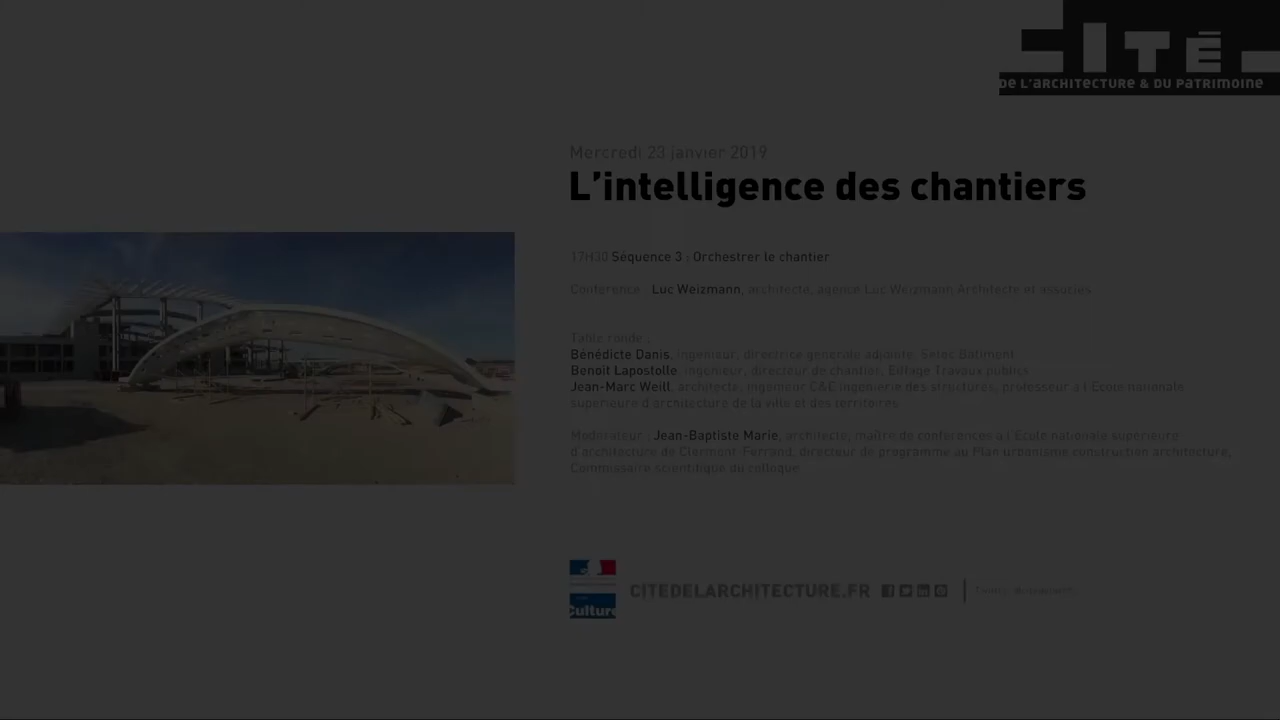 CITÉ
DE L'ARCHITECTURE & DU PATRIMOINE
Mercredi 23 janvier 2019
L'intelligence des chantiers
17H30 Séquence 3 : Orchestrer le chantier
Conférence : Luc Weizmann, architecte, agence Luc Weizmann Architecte et associés
Table ronde :
Bénédicte Danis, ingénieur, directrice générale adjointe, Setec Bâtiment
Benoît Lapostolle, ingénieur, directeur de chantier, Eiffage Travaux publics
Jean-Marc Weill, architecte, ingénieur C&E ingénierie des structures, professeur à l'Ecole nationale
supérieure d'architecture de la ville et des territoires
Modérateur : Jean-Baptiste Marie, architecte, maître de conférences à l'Ecole nationale supérieure
d'architecture de Clermont-Ferrand, directeur de programme au Plan urbanisme construction architecture,
Commissaire scientifique du colloque
Culture
CITEDELARCHITECTURE.FR